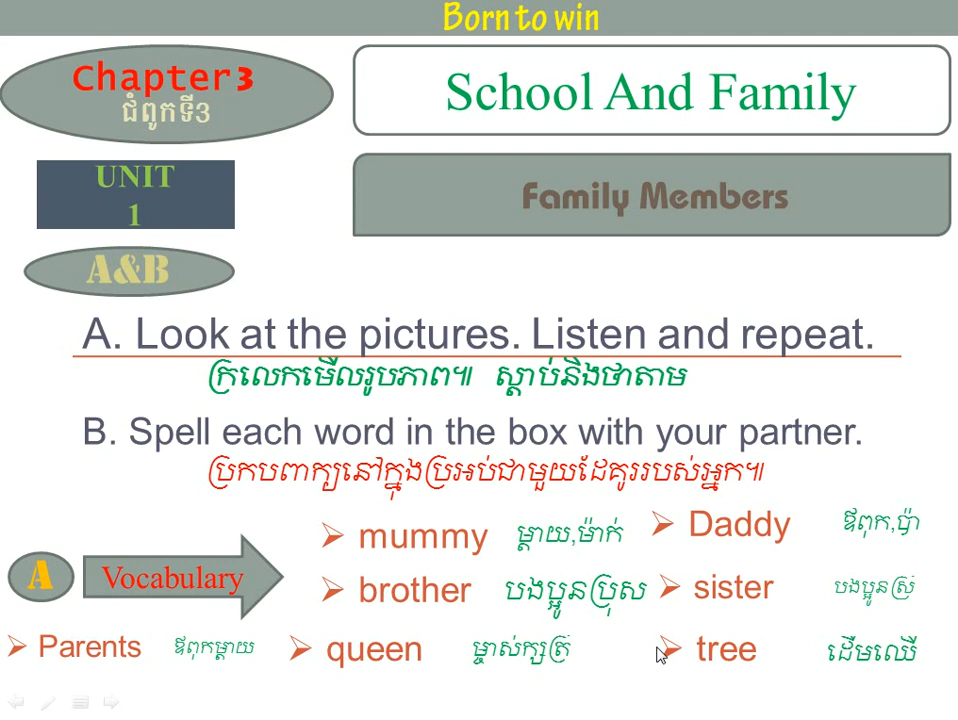 Born to win
Chapter3
ជំពូកទី3
School And Family
UNIT
1
Family Members
A&B
A. Look at the pictures. Listen and repeat.
ក្រលេកមើលរូបភាព៕ ស្តាប់និងថាតាម
B. Spell each word in the box with your partner.
ប្រកបពាក្យនៅក្នុងប្រអប់ជាមួយដៃគូររបស់អ្នក៕
A
Vocabulary
mummy ម្តាយ,ម៉ាក់
Daddy ឪពុក,ប៉ា
brother បងប្អូនប្រុស
sister បងប្អូនស្រី
Parents ឪពុកម្តាយ
queen ម្ចាស់ក្សត្រី
tree ដើមឈើ